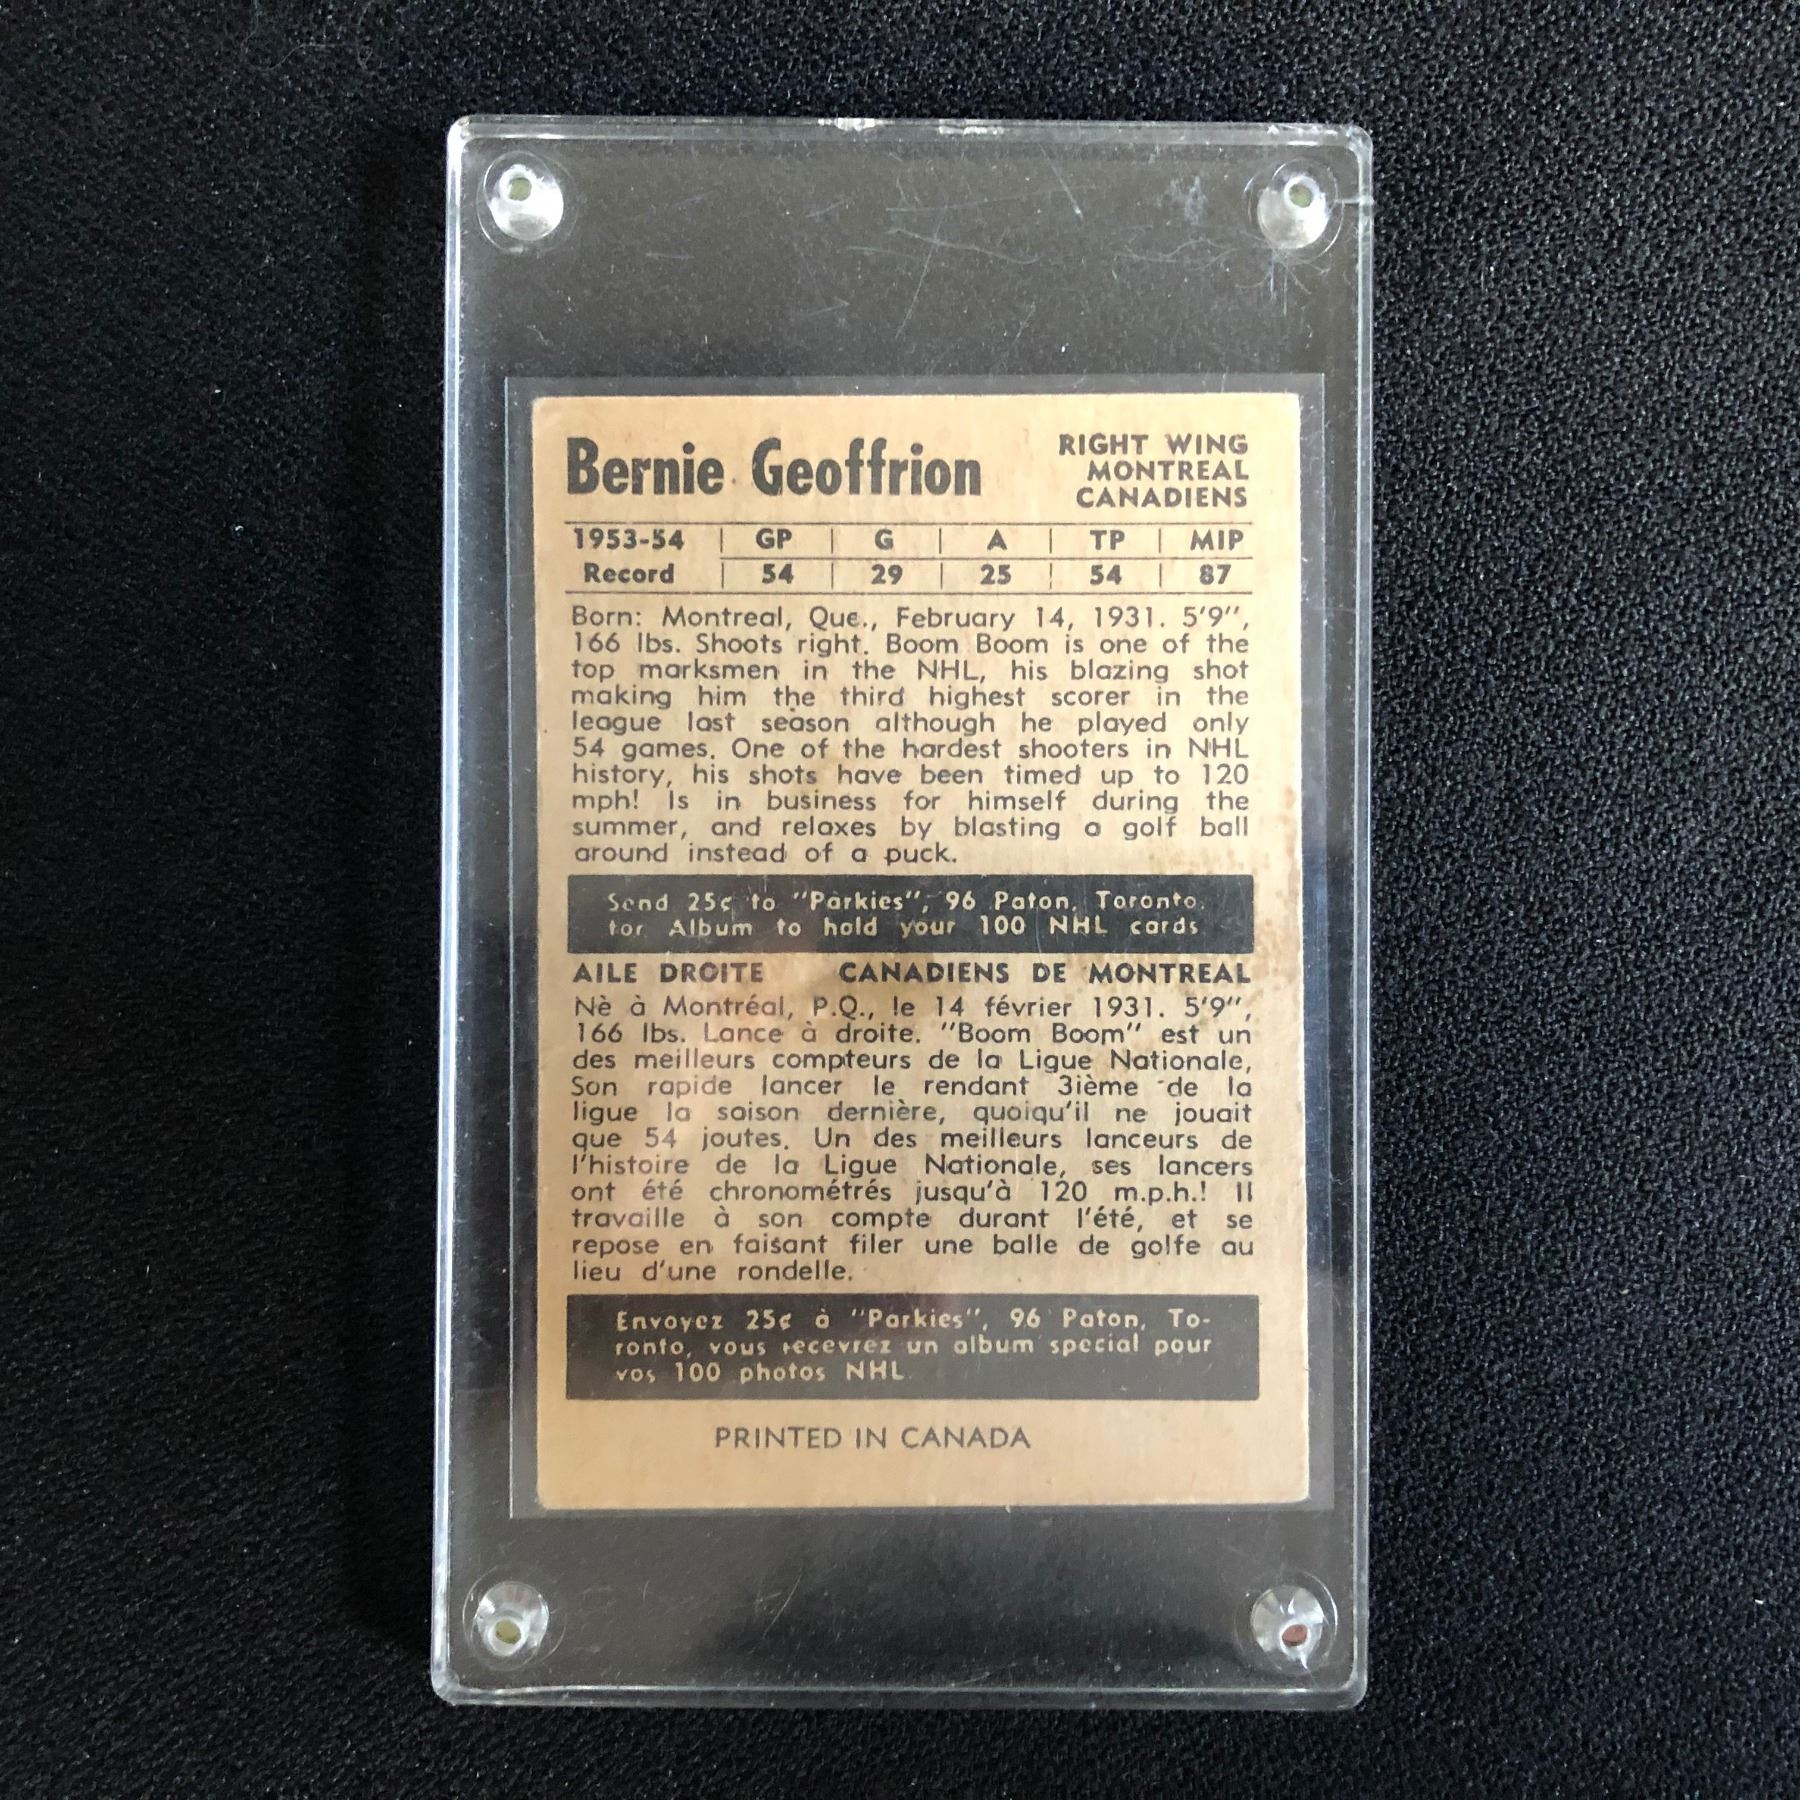 Bernie Geoffrion
RIGHT WING
MONTREAL
CANADIENS
1953-54 | GP | G | A | TP | MIP
Record | 54 | 29 | 25 | 54 | 87
Born: Montreal, Que., February 14, 1931. 5'9",
166 lbs. Shoots right. Boom Boom is one of the
top marksmen in the NHL, his blazing shot
making him the third highest scorer in the
league last season although he played only
54 games. One of the hardest shooters in NHL
history, his shots have been timed up to 120
mph! Is in business for himself during the
summer, and relaxes by blasting a golf ball
around instead of a puck.
Send 25¢ to "Parkies", 96 Paton, Toronto,
for Album to hold your 100 NHL cards
AILE DROITE CANADIENS DE MONTREAL
Nè à Montréal, P.Q., le 14 février 1931. 5'9",
166 lbs. Lance à droite. "Boom Boom" est un
des meilleurs compteurs de la Ligue Nationale,
Son rapide lancer le rendant 3ième de la
ligue la saison dernière, quoiqu'il ne jouait
que 54 joutes. Un des meilleurs lanceurs de
l'histoire de la Ligue Nationale, ses lancers
ont été chronométrés jusqu'à 120 m.p.h.! Il
travaille à son compte durant l'été, et se
repose en faisant filer une balle de golfe au
lieu d'une rondelle.
Envoyez 25¢ à "Parkies", 96 Paton, To-
ronto, vous recevrez un album special pour
vos 100 photos NHL
PRINTED IN CANADA